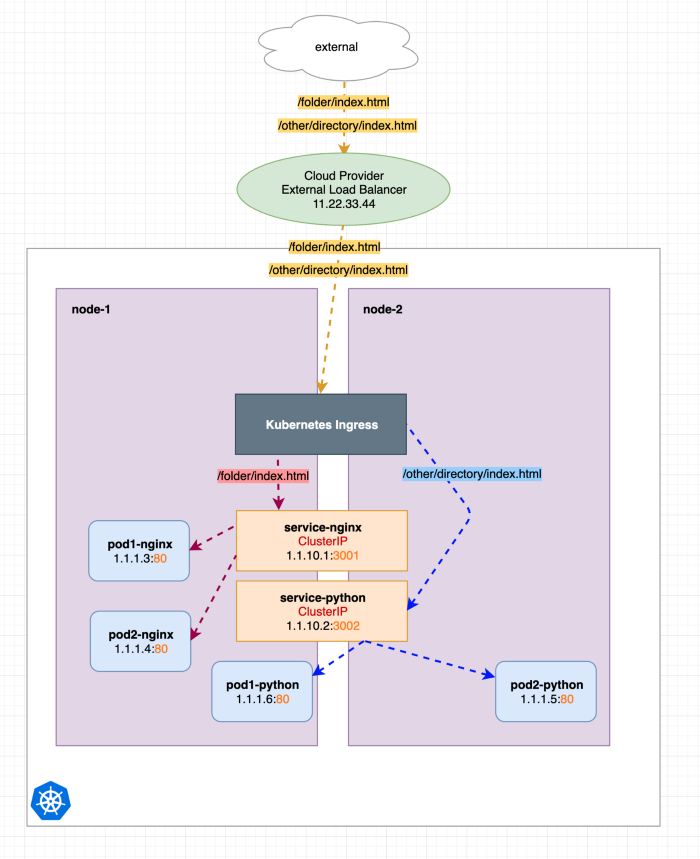 external
/folder/index.html
/other/directory/index.html
Cloud Provider
External Load Balancer
11.22.33.44
/folder/index.html
/other/directory/index.html
node-1
node-2
Kubernetes Ingress
/folder/index.html
/other/directory/index.html
service-nginx
ClusterIP
1.1.10.1:3001
pod1-nginx
1.1.1.3:80
service-python
ClusterIP
1.1.10.2:3002
pod2-nginx
1.1.1.4:80
pod1-python
1.1.1.6:80
pod2-python
1.1.1.5:80